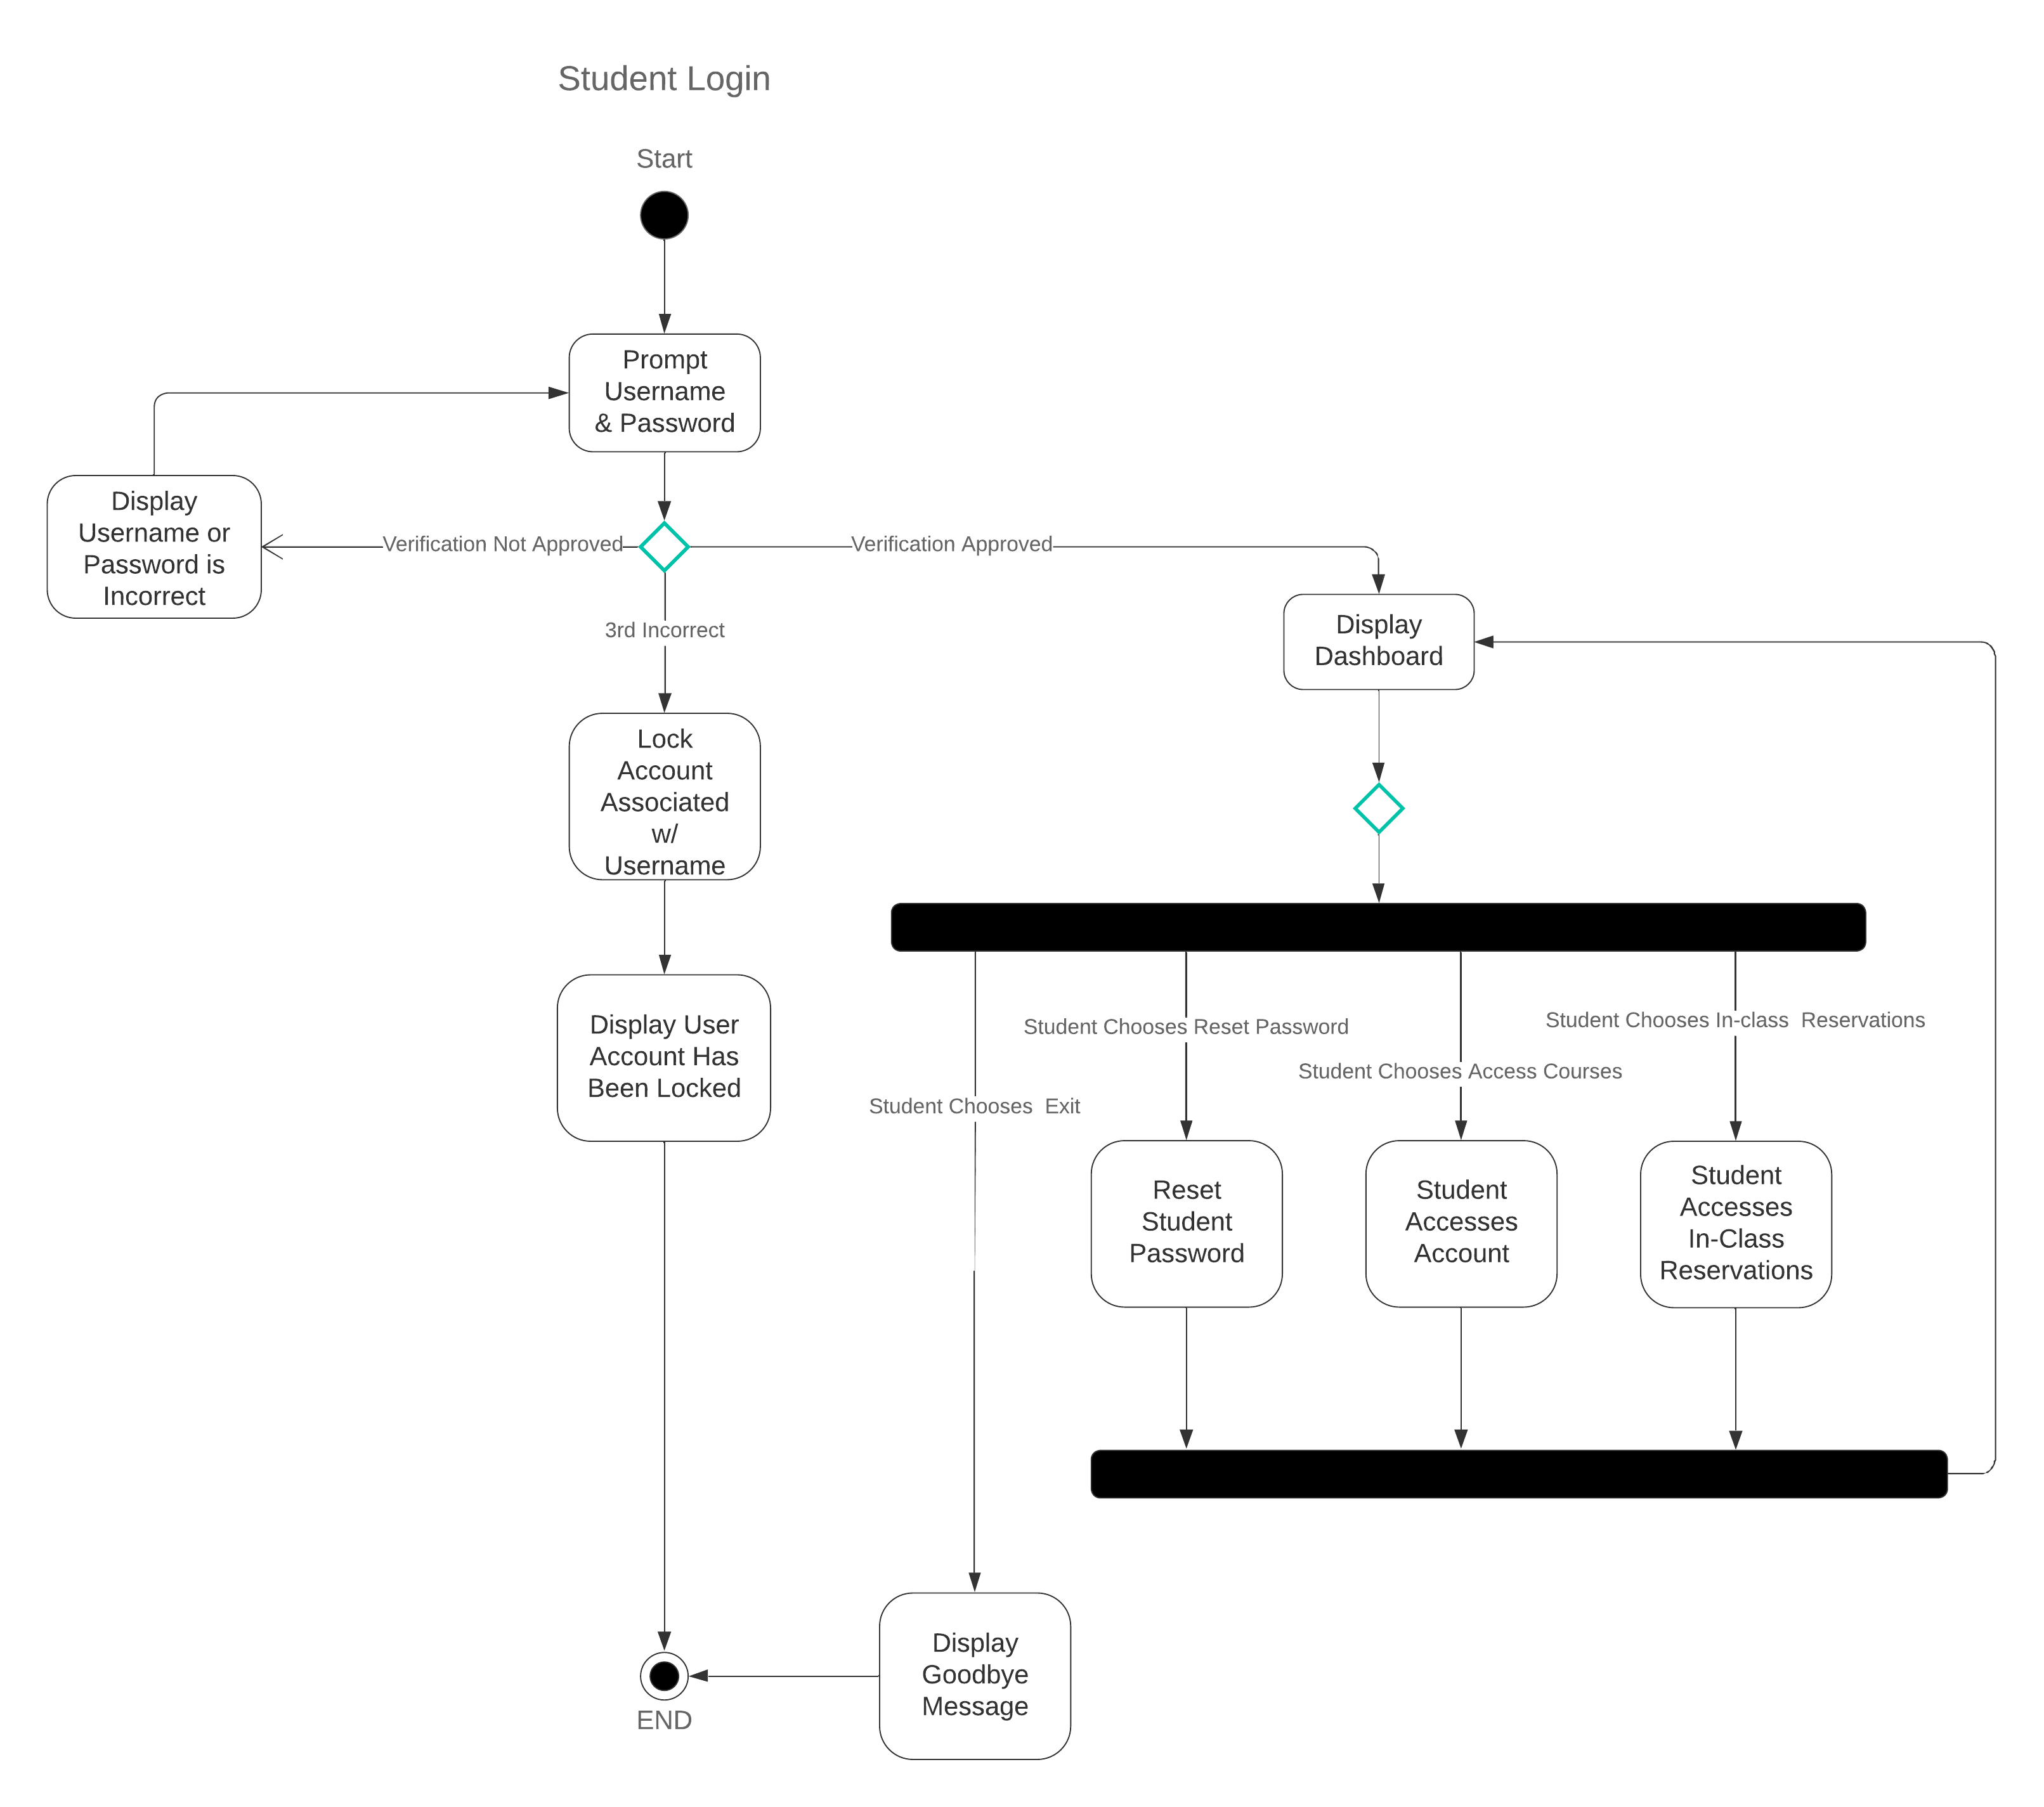 Student Login
Start
Prompt
Username
& Password
Display
Username or
Password is
Incorrect
Verification Not Approved
Verification Approved
3rd Incorrect
Display
Dashboard
Lock
Account
Associated
w/
Username
Display User
Account Has
Been Locked
Student Chooses  Exit
Student Chooses Reset Password
Student Chooses Access Courses
Student Chooses In-class  Reservations
Reset
Student
Password
Student
Accesses
Account
Student
Accesses
In-Class
Reservations
Display
Goodbye
Message
END